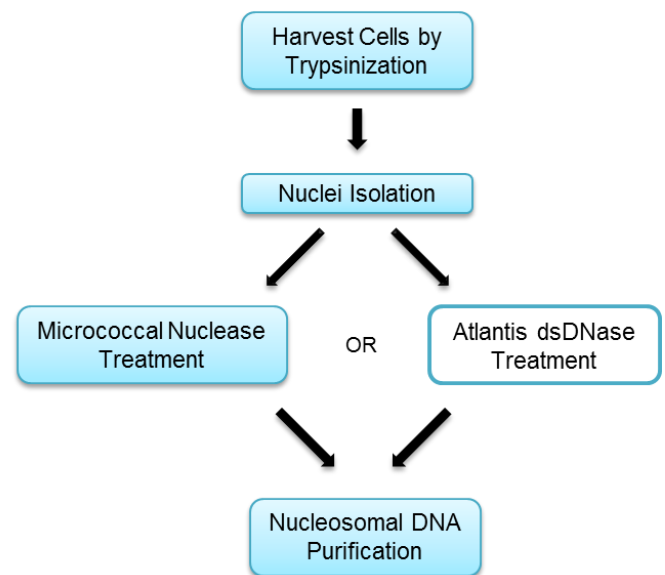 Harvest Cells by
Trypsinization
Nuclei Isolation
Micrococcal Nuclease
Treatment
OR
Atlantis dsDNase
Treatment
Nucleosomal DNA
Purification